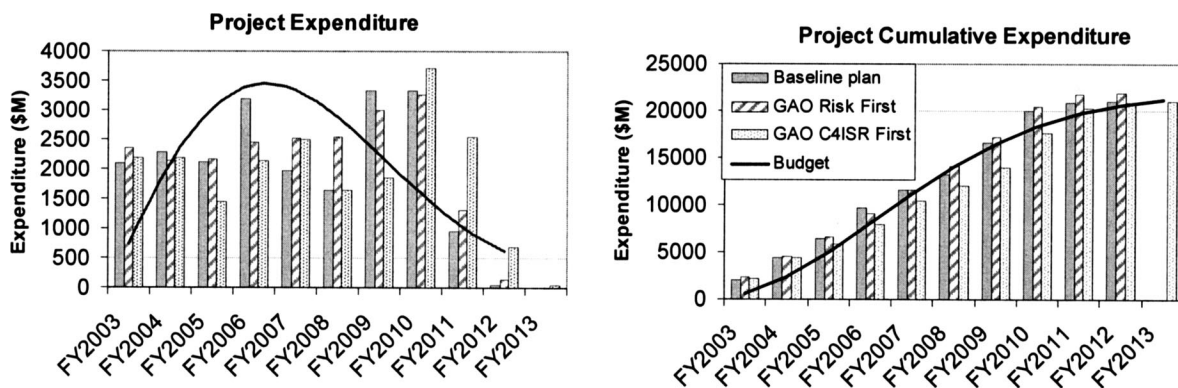 Project Expenditure
Expenditure ($M)
4000
3500
3000
2500
2000
1500
1000
500
0
FY2003
FY2004
FY2005
FY2006
FY2007
FY2008
FY2009
FY2010
FY2011
FY2012
FY2013
Project Cumulative Expenditure
Expenditure ($M)
25000
20000
15000
10000
5000
0
Baseline plan
GAO Risk First
GAO C4ISR First
Budget
FY2003
FY2004
FY2005
FY2006
FY2007
FY2008
FY2009
FY2010
FY2011
FY2012
FY2013